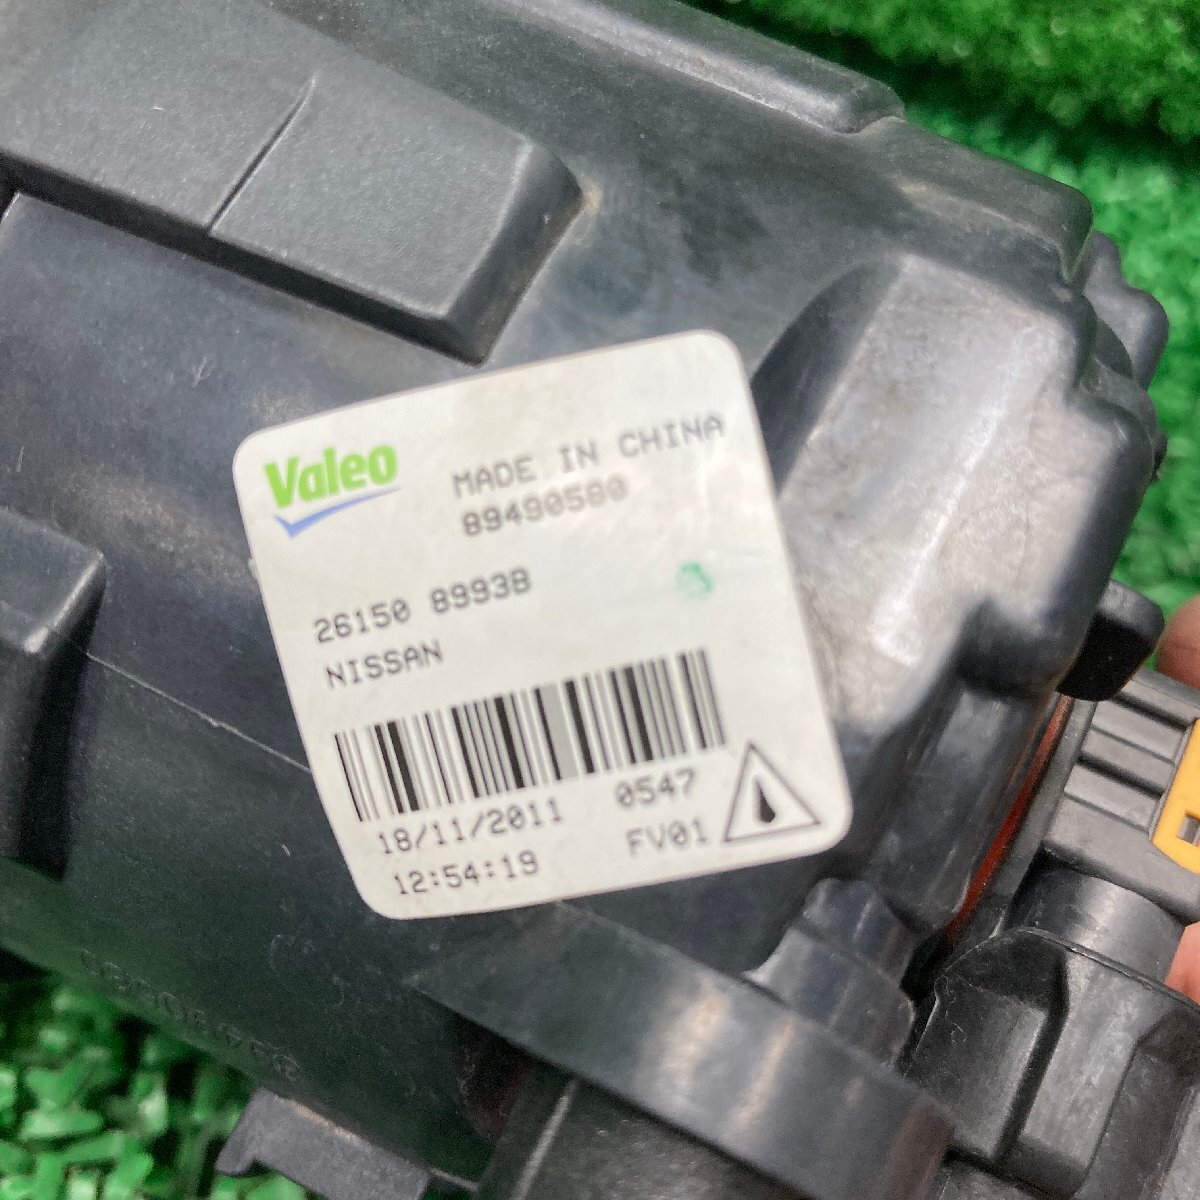 Valeo
MADE IN CHINA
89490580
26150 8993B
NISSAN
18/11/2011 0547
12:54:19 FV01